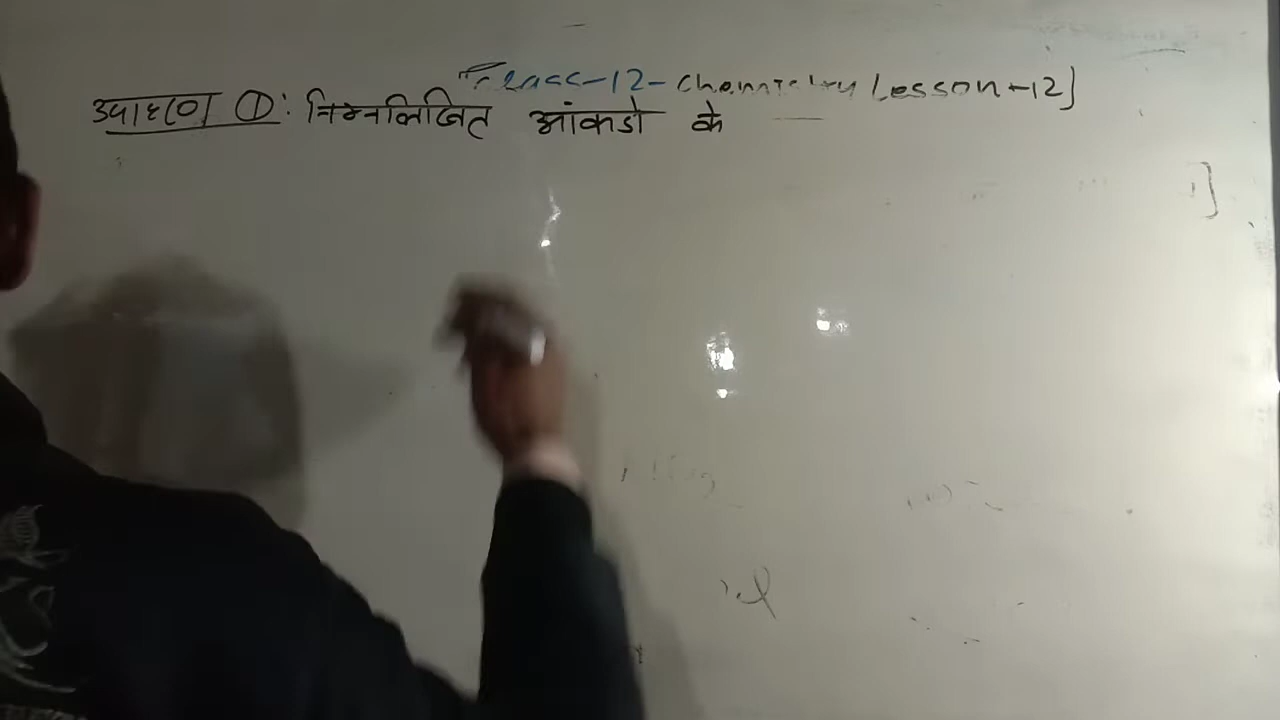 Class-12-Chemistry Lesson-12]
उदाहरण ①: निम्नलिखित आंकडो के
]